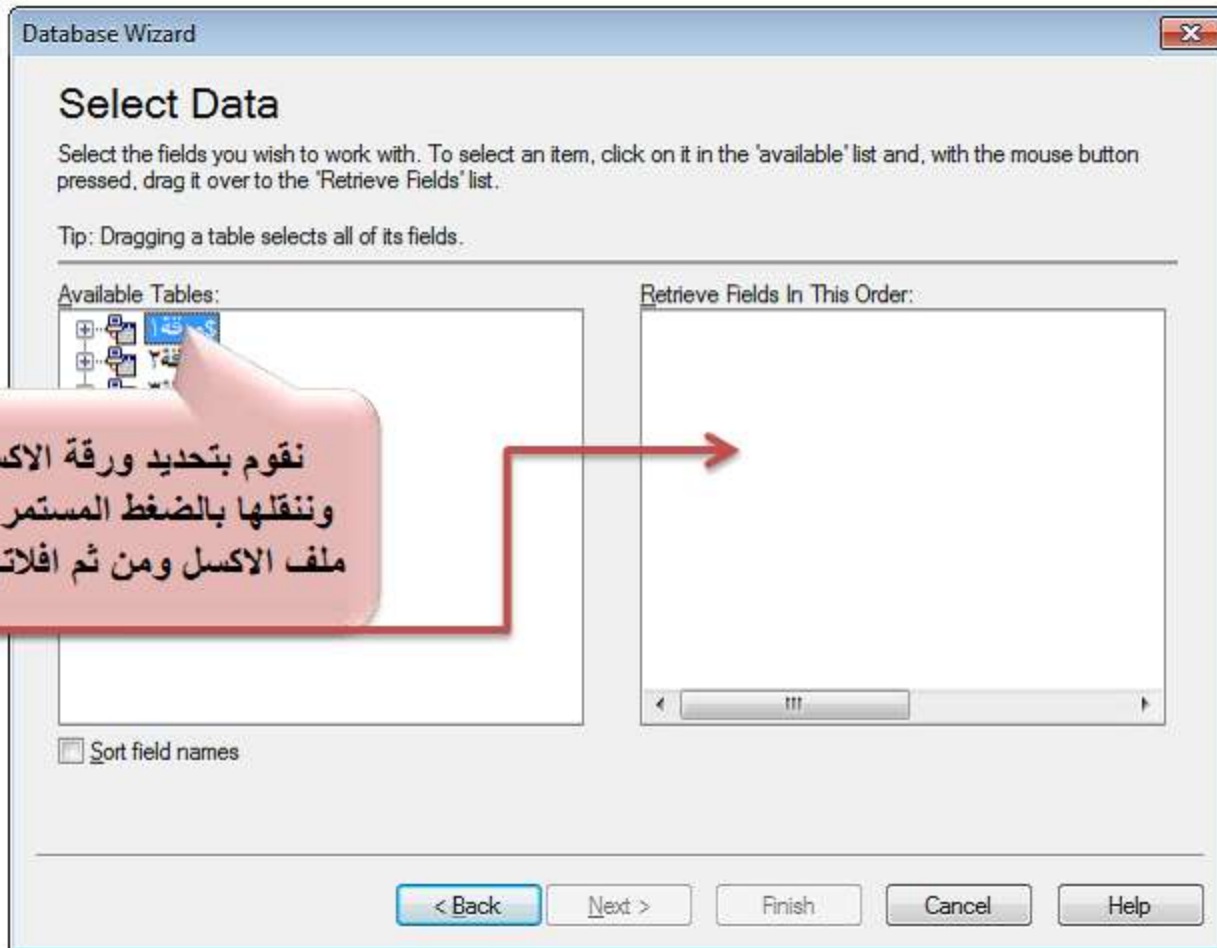 Database Wizard
Select Data
Select the fields you wish to work with. To select an item, click on it in the 'available' list and, with the mouse button
pressed, drag it over to the 'Retrieve Fields' list.
Tip: Dragging a table selects all of its fields.
Available Tables:
Retrieve Fields In This Order:
ورقة١$
نقوم بتحديد ورقة
وننقلها بالضغط المستمر
ملف الاكسل ومن ثم
Sort field names
< Back
Next >
Finish
Cancel
Help